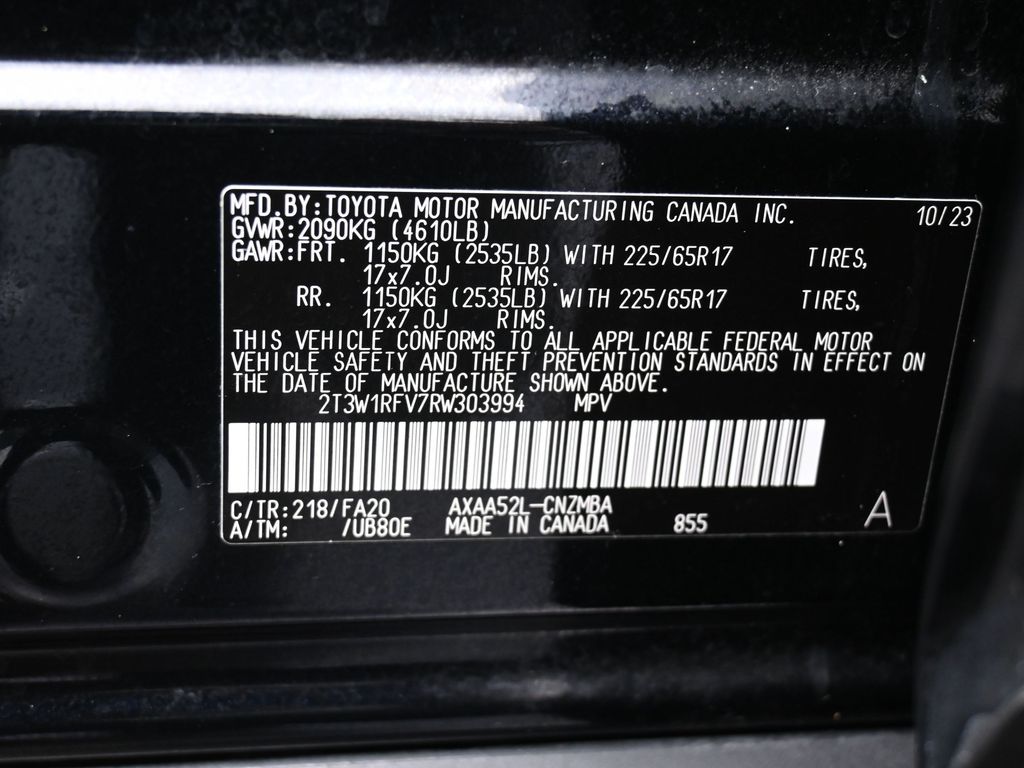 MFD.BY:TOYOTA MOTOR MANUFACTURING CANADA INC. 10/23
GVWR:2090KG (4610LB)
GAWR:FRT. 1150KG (2535LB) WITH 225/65R17 TIRES,
17x7.0J RIMS.
RR. 1150KG (2535LB) WITH 225/65R17 TIRES,
17x7.0J RIMS.
THIS VEHICLE CONFORMS TO ALL APPLICABLE FEDERAL MOTOR
VEHICLE SAFETY AND THEFT PREVENTION STANDARDS IN EFFECT ON
THE DATE OF MANUFACTURE SHOWN ABOVE.
2T3W1RFV7RW303994 MPV
C/TR:218/FA20 AXAA52L-CNZMBA
A/TM: /UB80E MADE IN CANADA 855 A